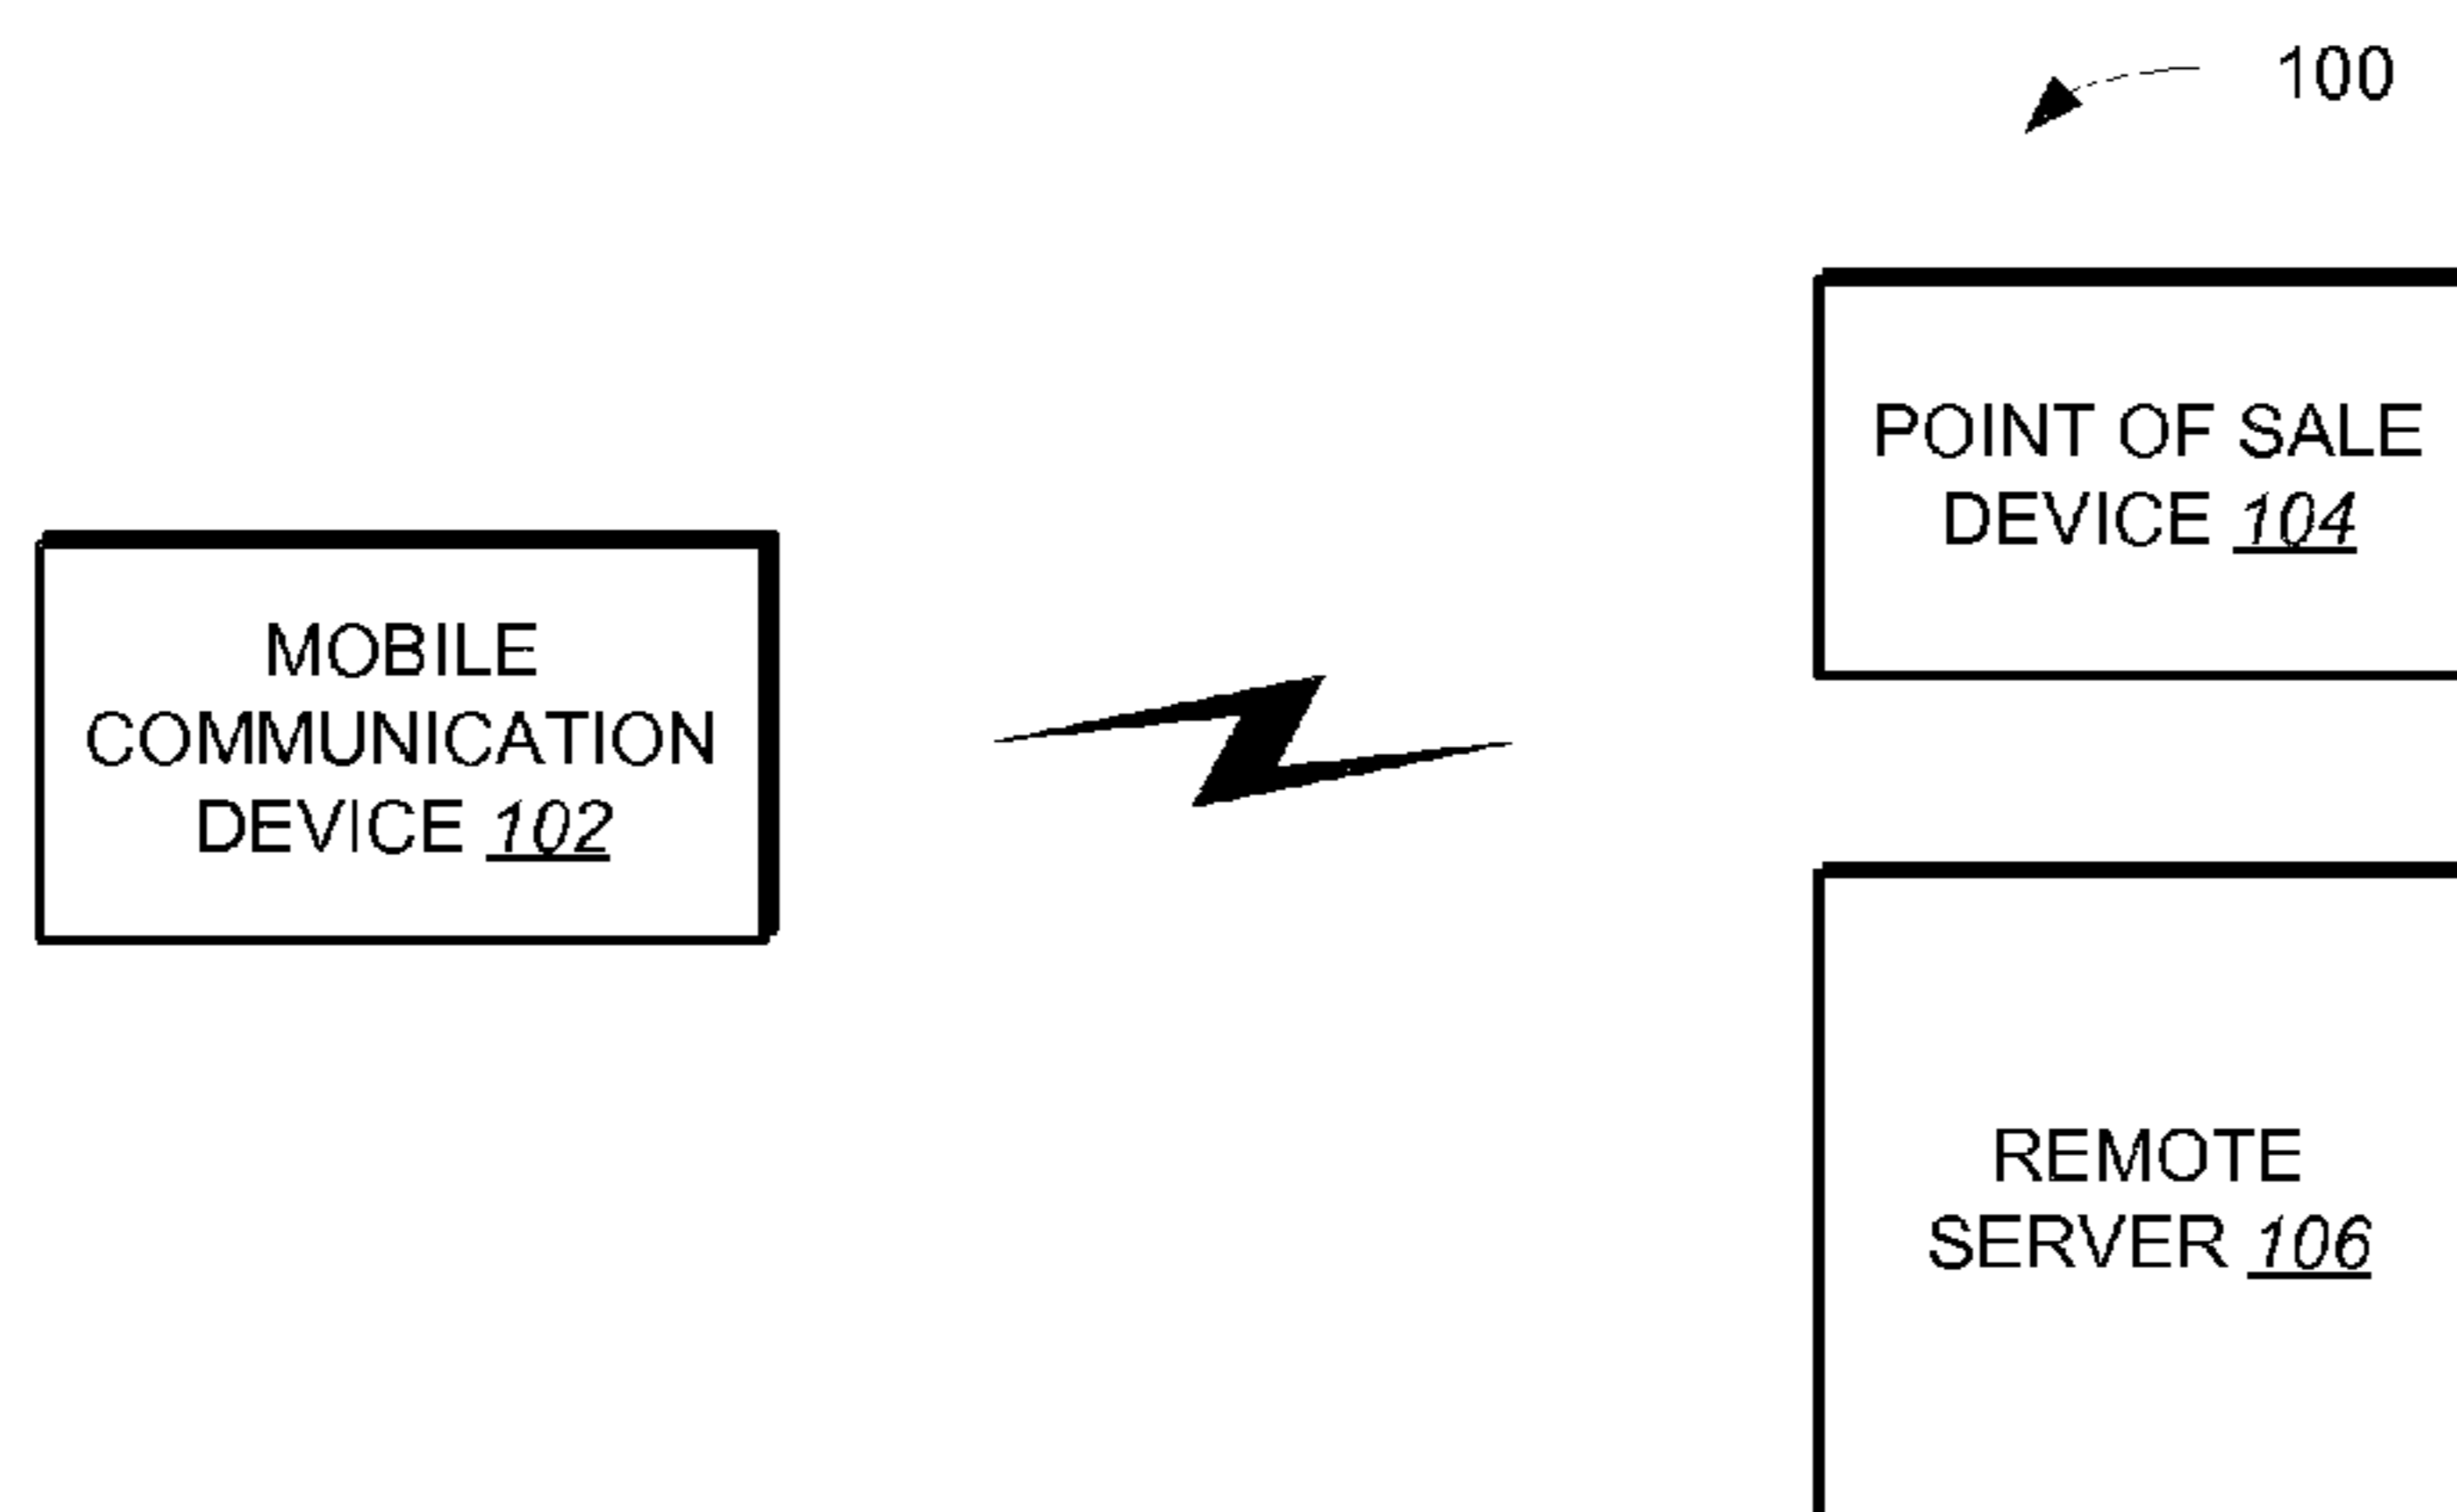 100
POINT OF SALE
DEVICE 104
MOBILE
COMMUNICATION
DEVICE 102
REMOTE
SERVER 106